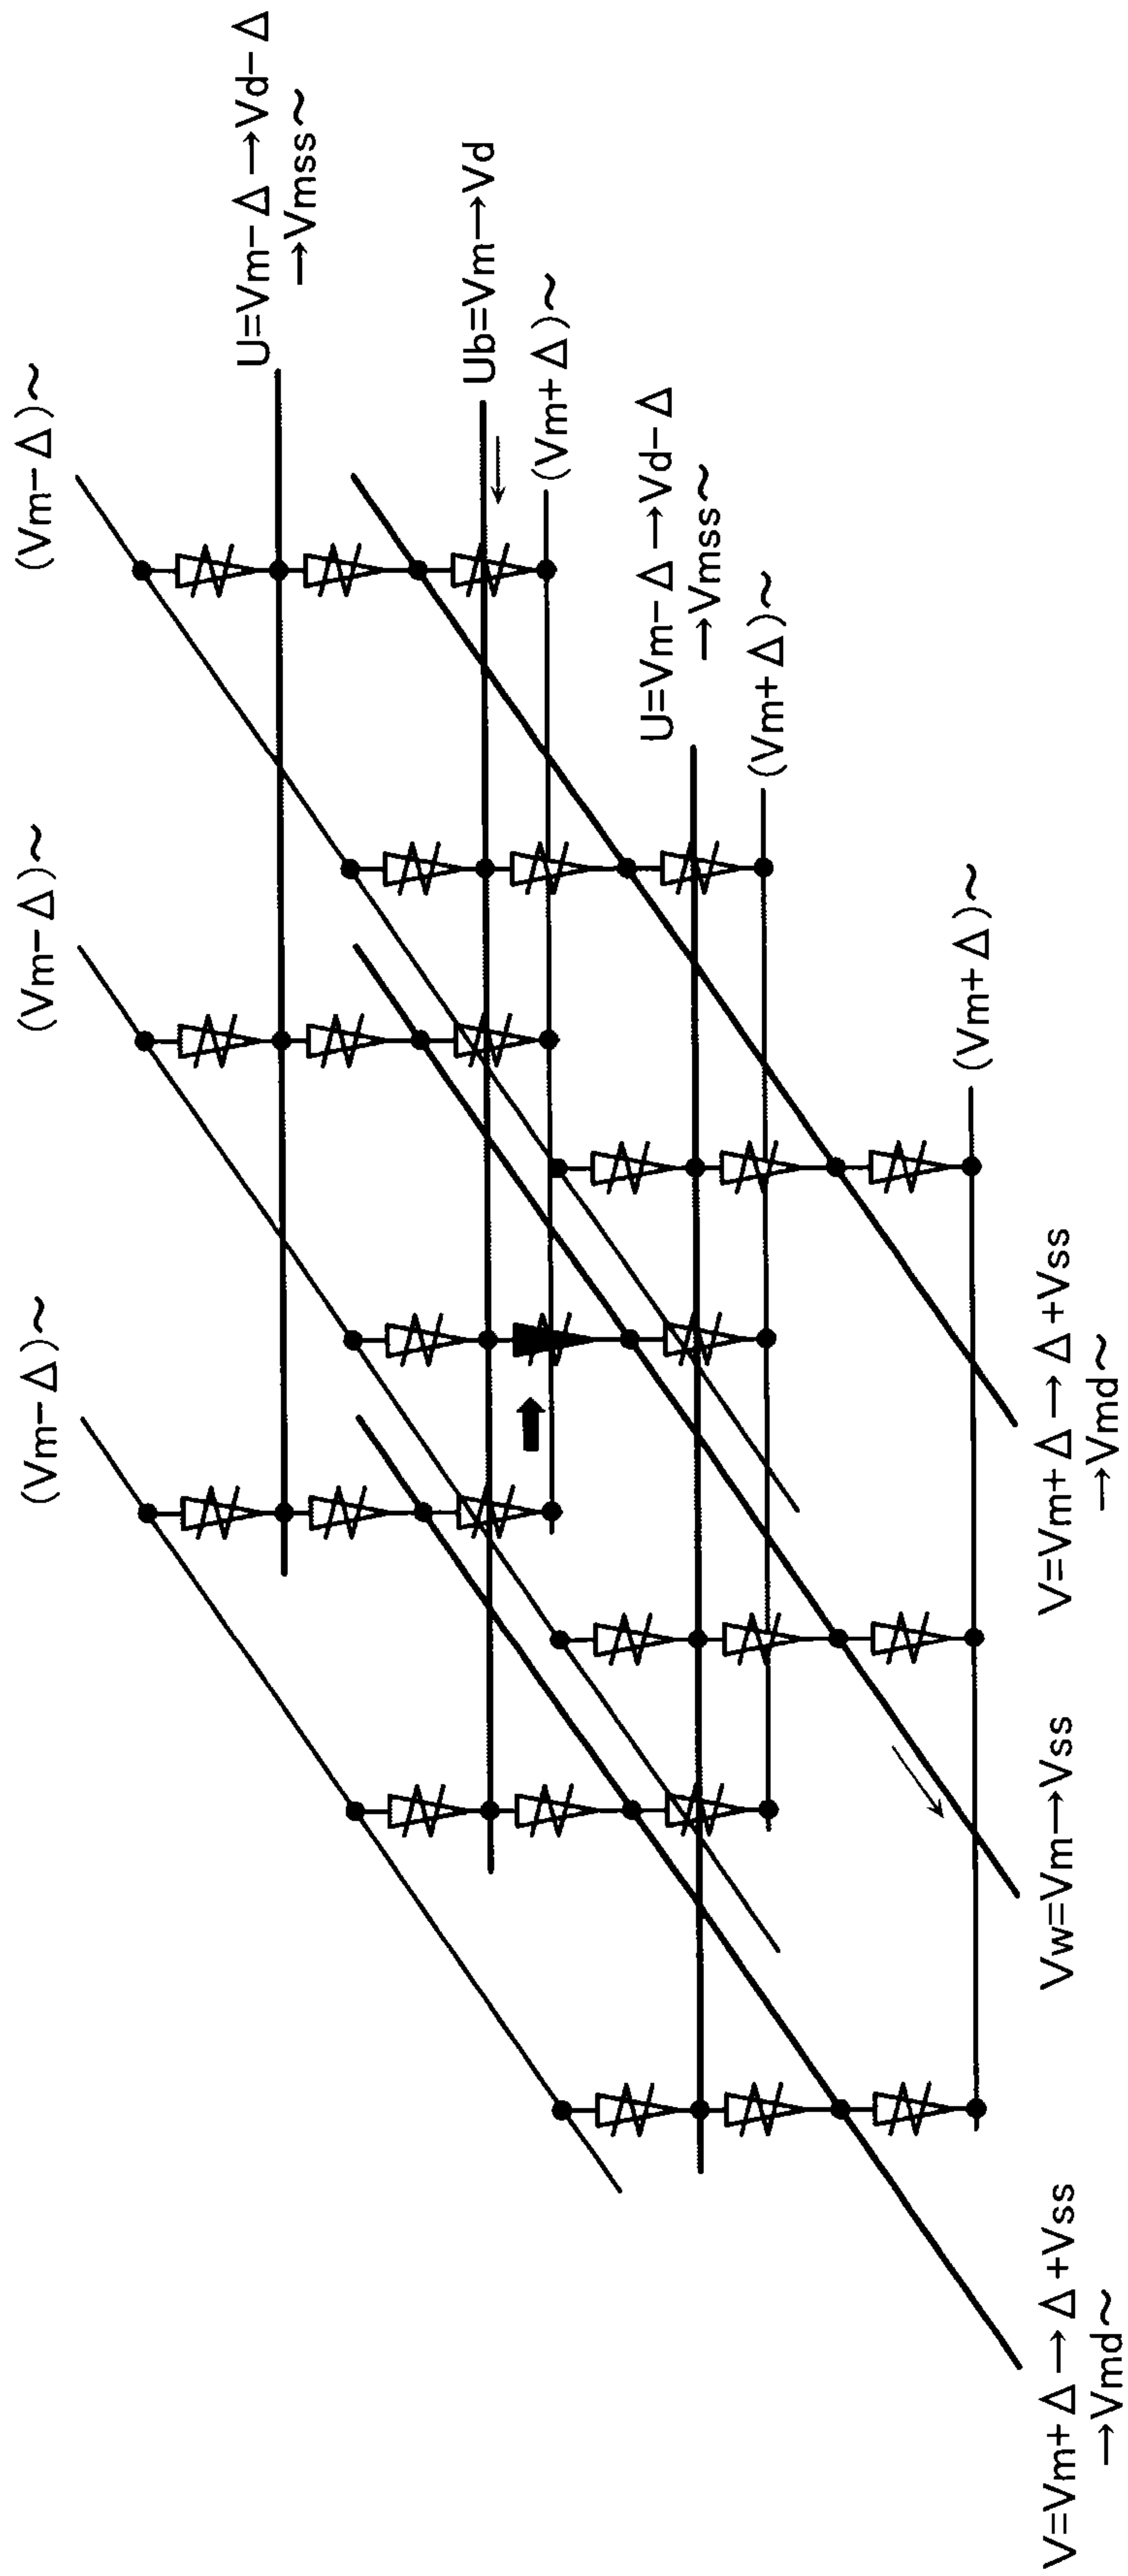 (Vm−Δ)~
(Vm−Δ)~
(Vm−Δ)~
U=Vm−Δ→Vd−Δ
→Vmss~
Ub=Vm→Vd
(Vm+Δ)~
U=Vm−Δ→Vd−Δ
→Vmss~
(Vm+Δ)~
(Vm+Δ)~
V=Vm+Δ→Δ+Vss
→Vmd~
Vw=Vm→Vss
V=Vm+Δ→Δ+Vss
→Vmd~